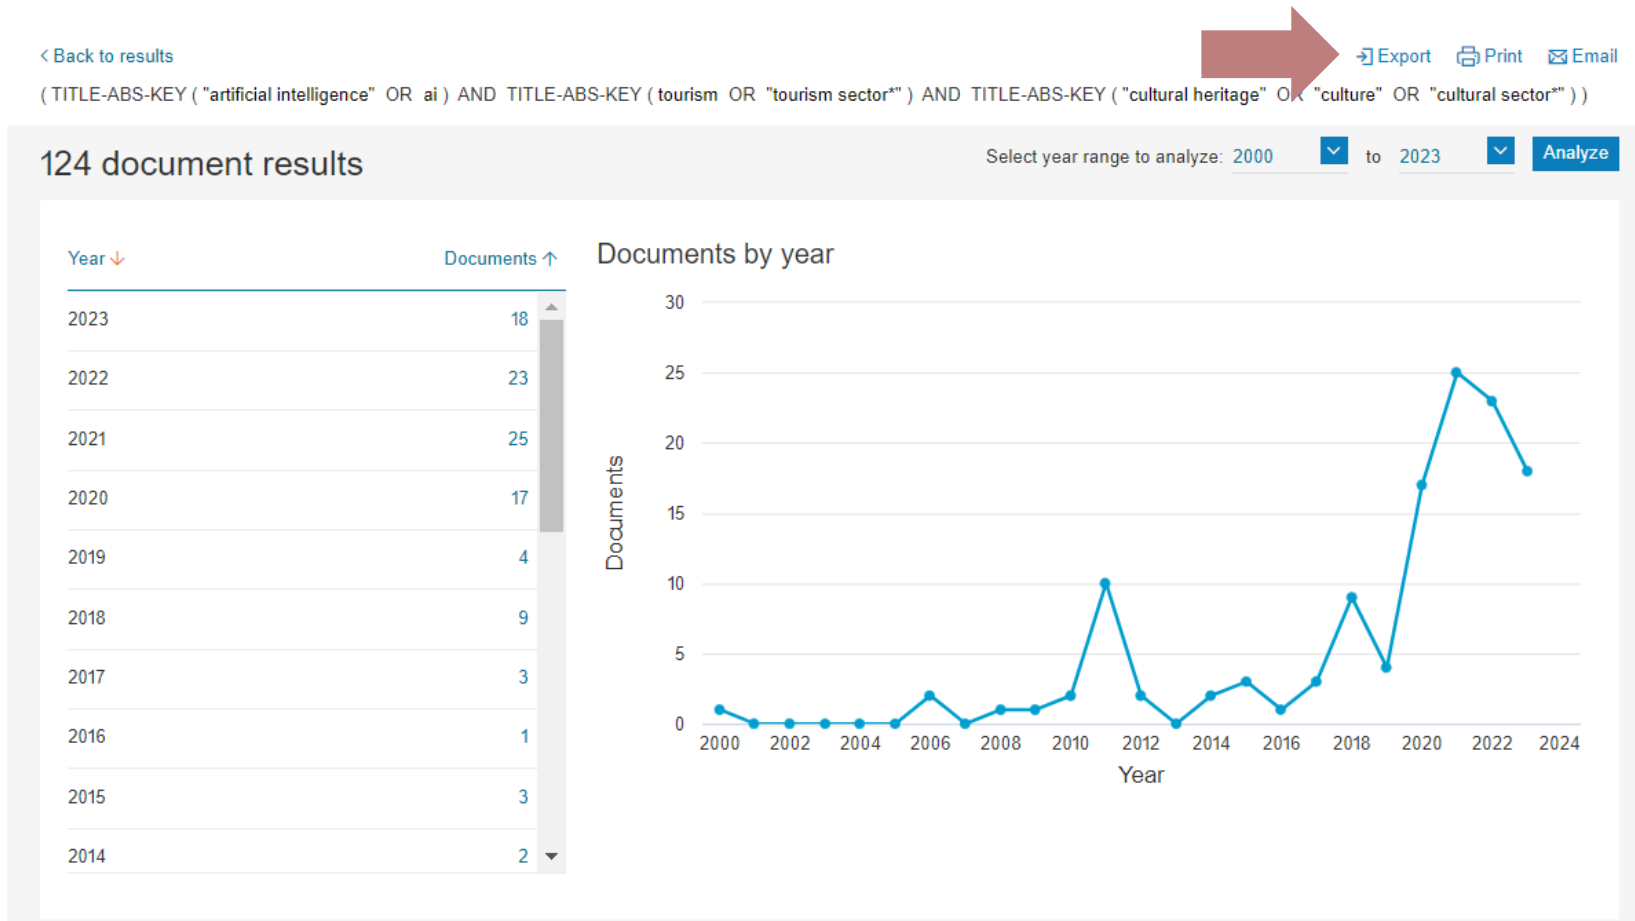 Back to results
Export Print Email
( TITLE-ABS-KEY ( "artificial intelligence" OR ai ) AND TITLE-ABS-KEY ( tourism OR "tourism sector*" ) AND TITLE-ABS-KEY ( "cultural heritage" OR "culture" OR "cultural sector*" ) )
124 document results
Select year range to analyze: 2000 to 2023 Analyze
Year Documents
2023 18
2022 23
2021 25
2020 17
2019 4
2018 9
2017 3
2016 1
2015 3
2014 2
Documents by year
30
25
20
15
10
5
0
Documents
2000 2002 2004 2006 2008 2010 2012 2014 2016 2018 2020 2022 2024
Year